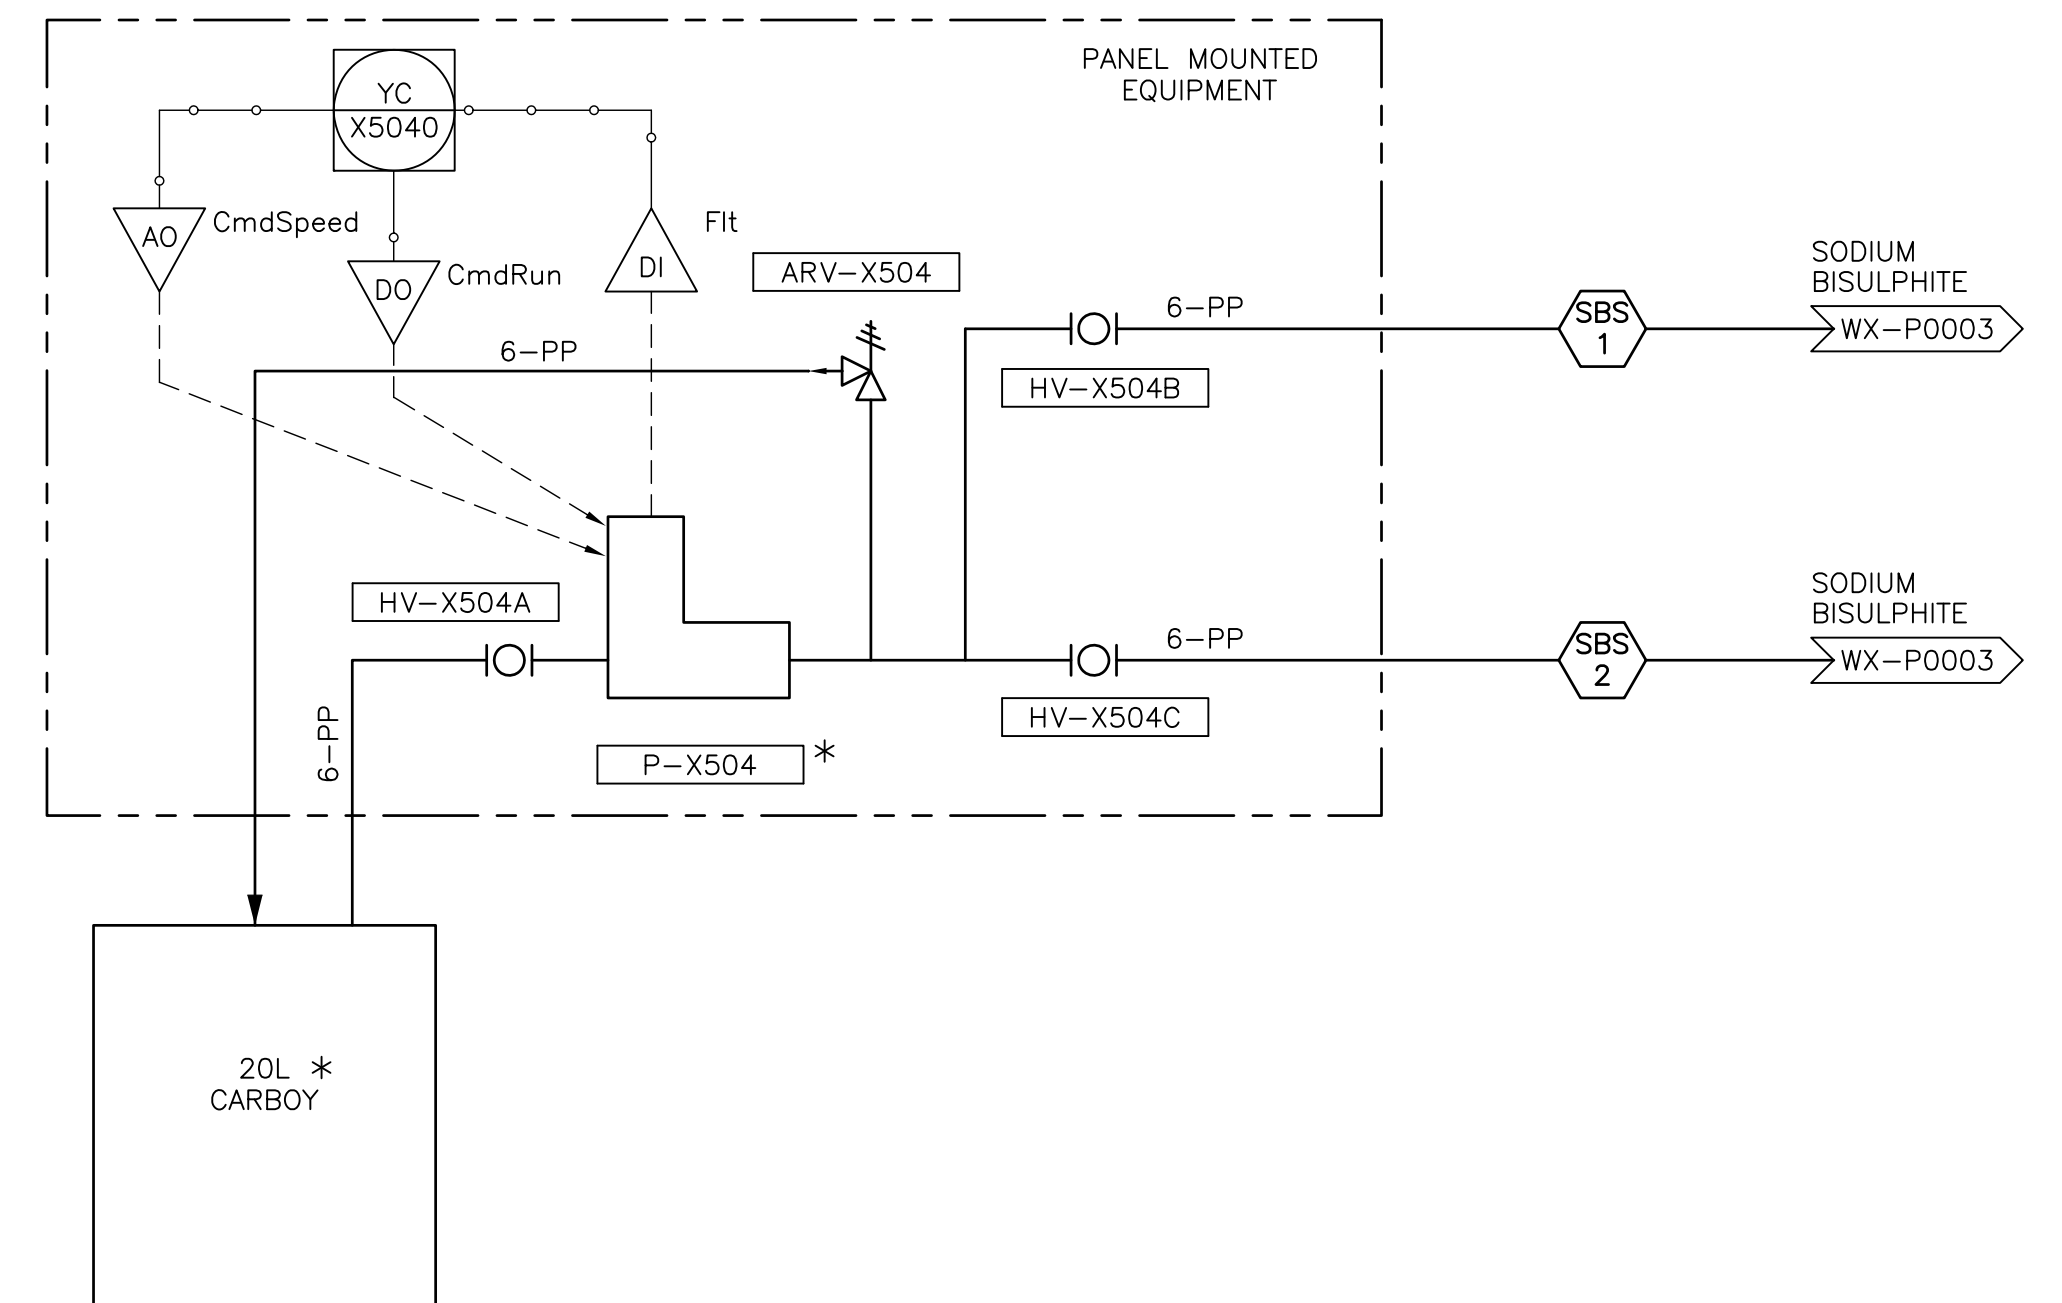 PANEL MOUNTED
EQUIPMENT
YC
X5040
AO
CmdSpeed
DO
CmdRun
DI
Flt
ARV-X504
6-PP
6-PP
HV-X504B
SBS
1
SODIUM
BISULPHITE
WX-P0003
HV-X504A
6-PP
6-PP
HV-X504C
SBS
2
SODIUM
BISULPHITE
WX-P0003
P-X504 *
20L *
CARBOY